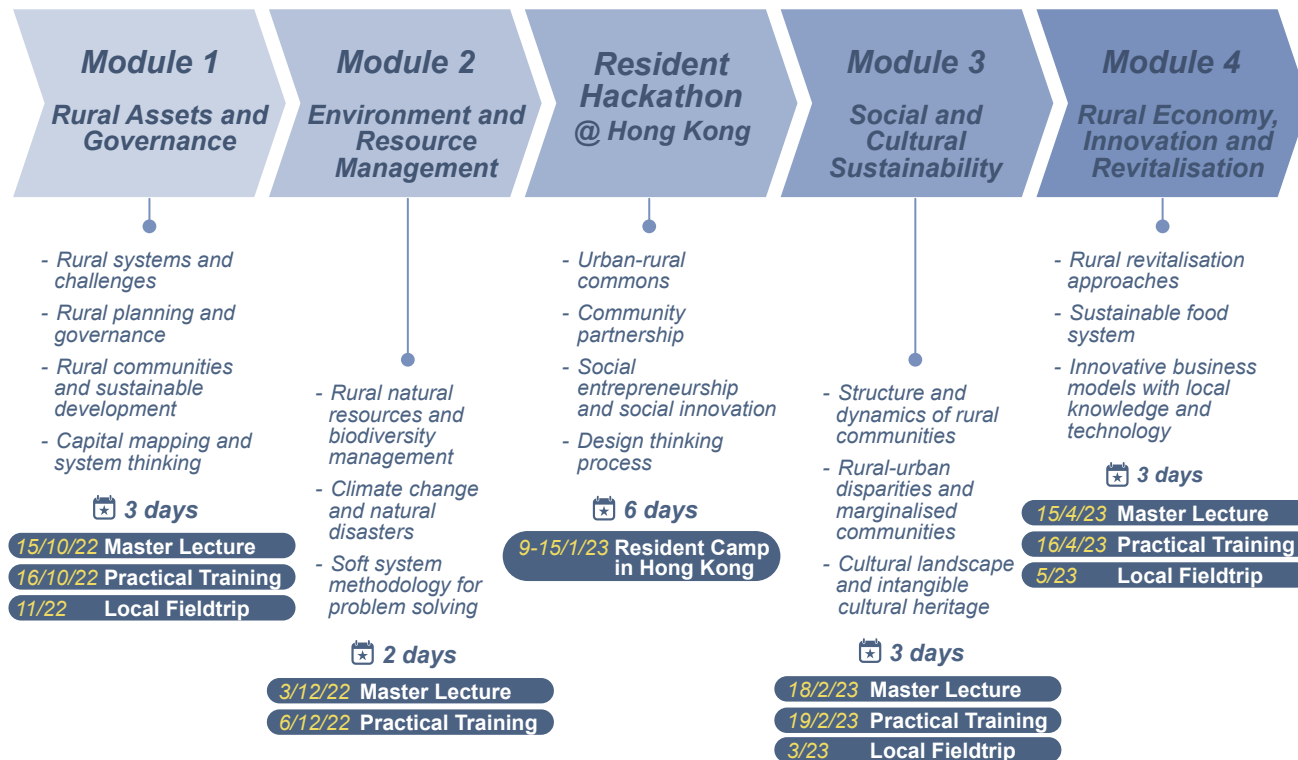 Module 1
Rural Assets and
Governance
- Rural systems and
challenges
- Rural planning and
governance
- Rural communities
and sustainable
development
- Capital mapping and
system thinking
3 days
15/10/22 Master Lecture
16/10/22 Practical Training
11/22 Local Fieldtrip
Module 2
Environment and
Resource
Management
- Rural natural
resources and
biodiversity
management
- Climate change
and natural
disasters
- Soft system
methodology for
problem solving
2 days
3/12/22 Master Lecture
6/12/22 Practical Training
Resident
Hackathon
@ Hong Kong
- Urban-rural
commons
- Community
partnership
- Social
entrepreneurship
and social innovation
- Design thinking
process
6 days
9-15/1/23 Resident Camp
in Hong Kong
Module 3
Social and
Cultural
Sustainability
- Structure and
dynamics of rural
communities
- Rural-urban
disparities and
marginalised
communities
- Cultural landscape
and intangible
cultural heritage
3 days
18/2/23 Master Lecture
19/2/23 Practical Training
3/23 Local Fieldtrip
Module 4
Rural Economy,
Innovation and
Revitalisation
- Rural revitalisation
approaches
- Sustainable food
system
- Innovative business
models with local
knowledge and
technology
3 days
15/4/23 Master Lecture
16/4/23 Practical Training
5/23 Local Fieldtrip